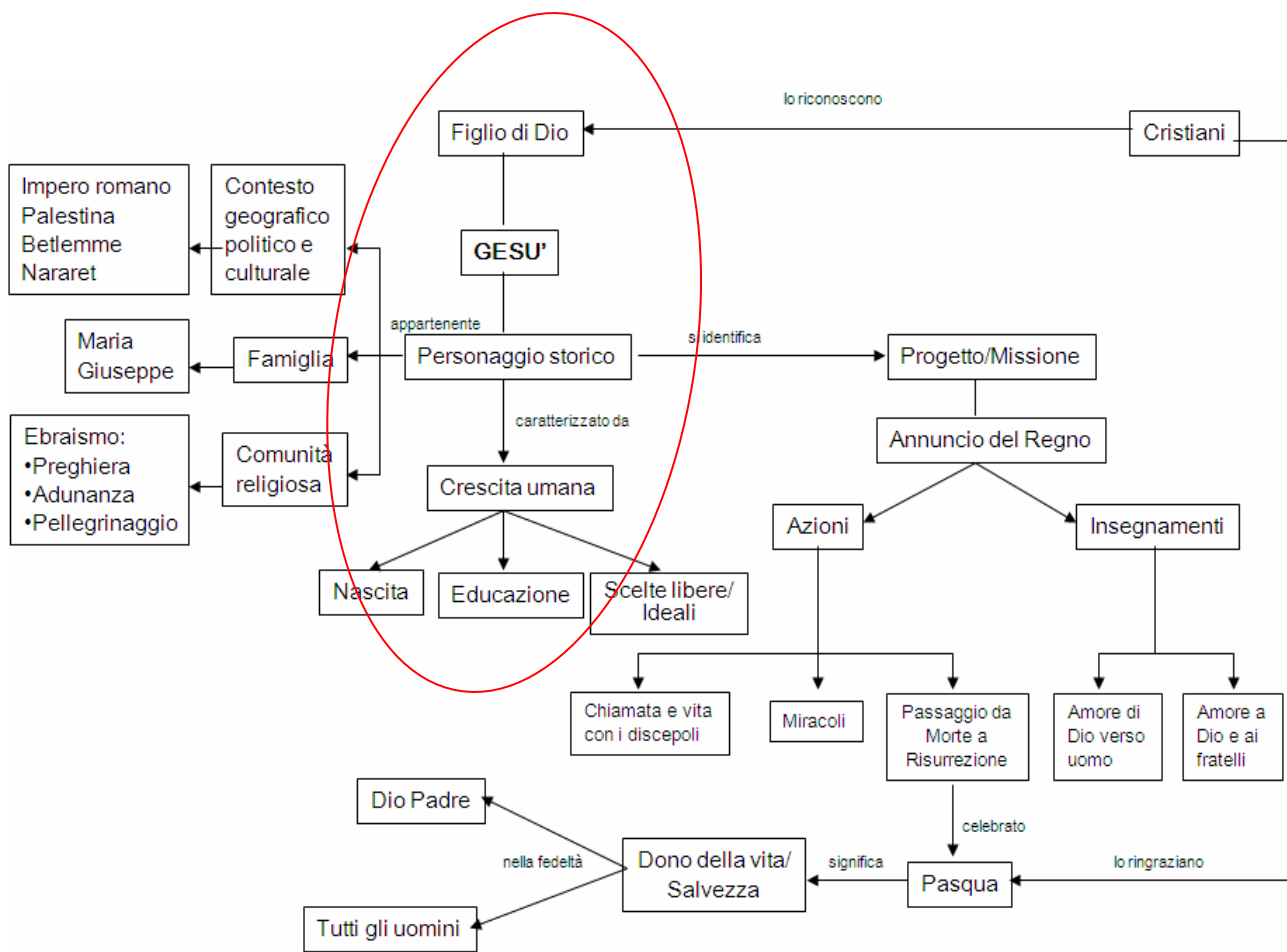 lo riconoscono
Figlio di Dio
Cristiani
Impero romano
Palestina
Betlemme
Nararet
Contesto
geografico
politico e
culturale
GESU'
appartenente
Maria
Giuseppe
Famiglia
Personaggio storico
si identifica
Progetto/Missione
caratterizzato da
Annuncio del Regno
Ebraismo:
•Preghiera
•Adunanza
•Pellegrinaggio
Comunità
religiosa
Crescita umana
Azioni
Insegnamenti
Nascita
Educazione
Scelte libere/
Ideali
Chiamata e vita
con i discepoli
Miracoli
Passaggio da
Morte a
Risurrezione
Amore di
Dio verso
uomo
Amore a
Dio e ai
fratelli
Dio Padre
celebrato
nella fedeltà
Dono della vita/
Salvezza
significa
Pasqua
lo ringraziano
Tutti gli uomini